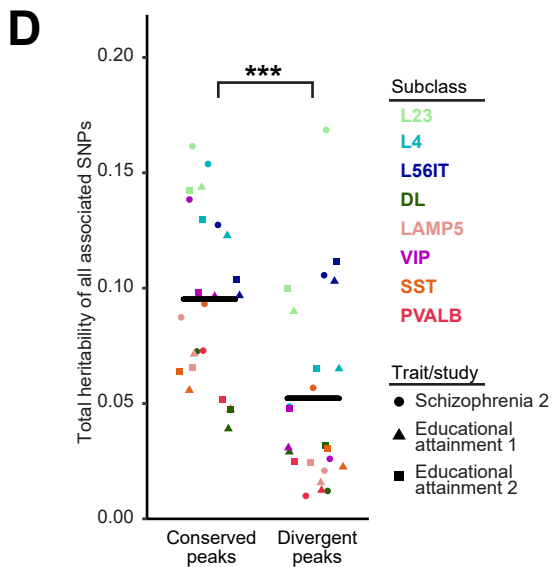 D
Total heritability of all associated SNPs
0.20
0.15
0.10
0.05
0.00
***
Conserved
peaks
Divergent
peaks
Subclass
L23
L4
L56IT
DL
LAMP5
VIP
SST
PVALB
Trait/study
Schizophrenia 2
Educational
attainment 1
Educational
attainment 2